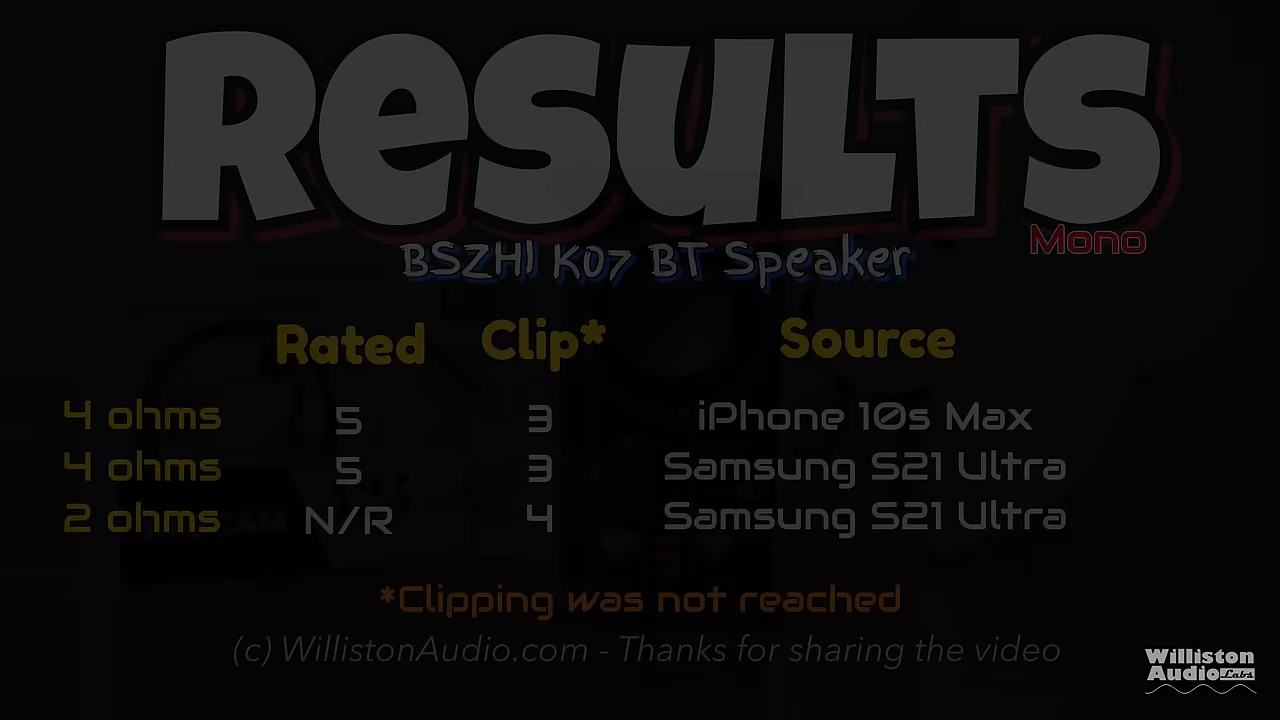 Results
Mono
BSZHI K07 BT Speaker
Rated Clip* Source
4 ohms 5 3 iPhone 10s Max
4 ohms 5 3 Samsung S21 Ultra
2 ohms N/R 4 Samsung S21 Ultra
*Clipping was not reached
(c) WillistonAudio.com - Thanks for sharing the video
Williston
Audio Labs